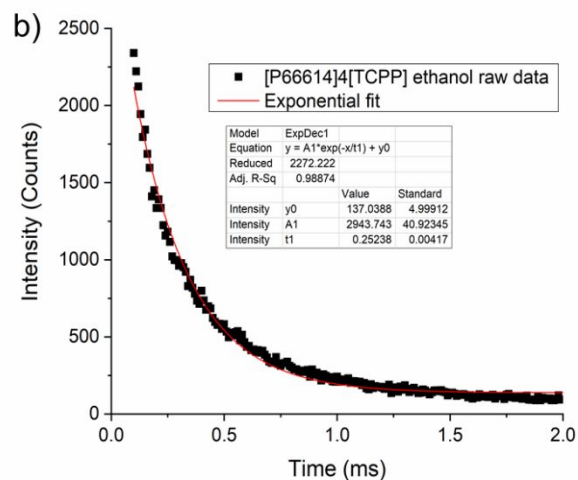 b)
2500
2000
1500
1000
500
0
Intensity (Counts)
[P66614]4[TCPP] ethanol raw data
Exponential fit
Model ExpDec1
Equation y = A1*exp(-x/t1) + y0
Reduced 2272.222
Adj. R-Sq 0.98874
Value Standard
Intensity y0 137.0388 4.99912
Intensity A1 2943.743 40.92345
Intensity t1 0.25238 0.00417
0.0 0.5 1.0 1.5 2.0
Time (ms)